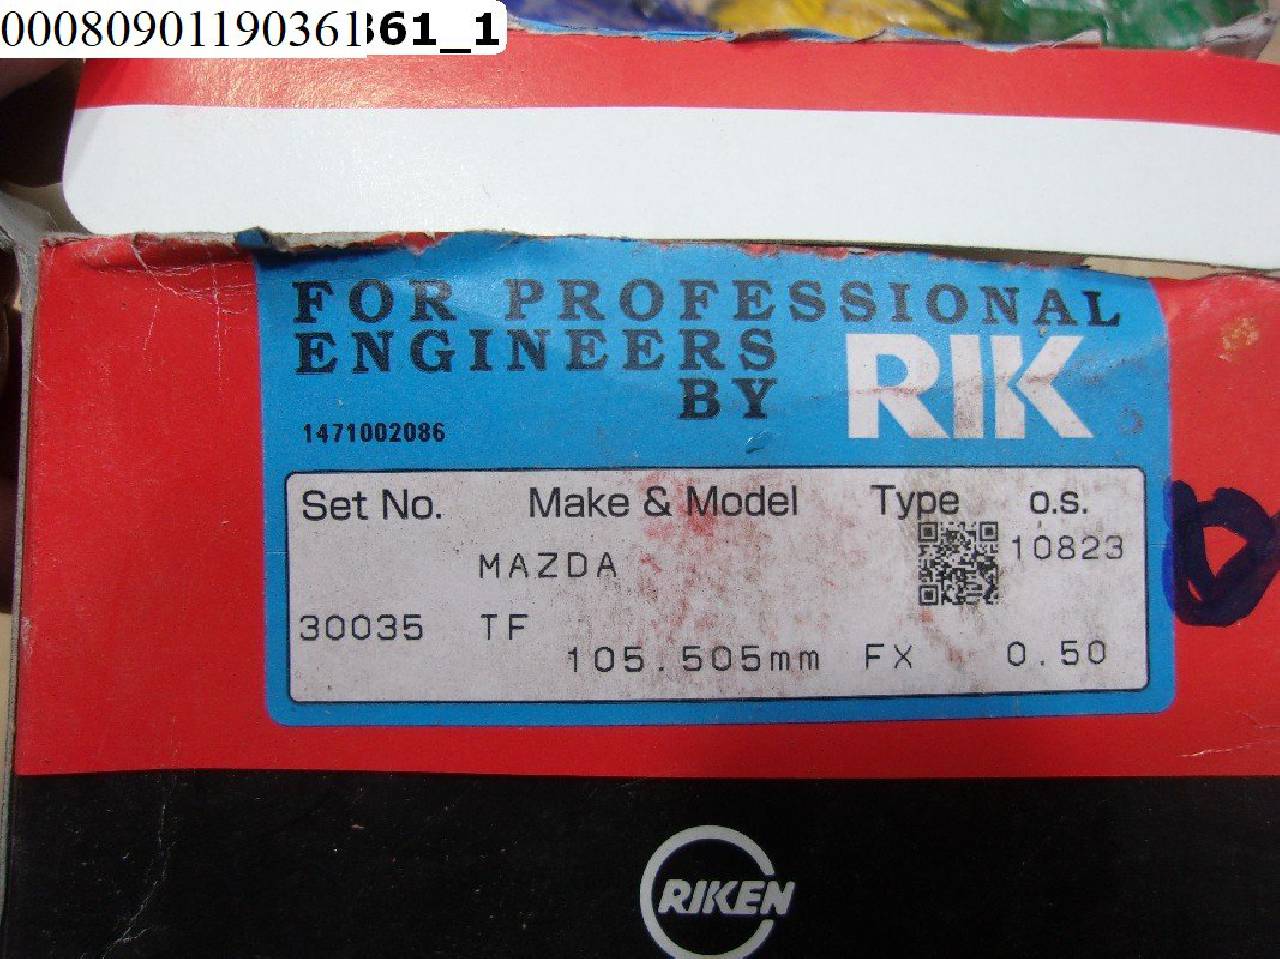 00080901190361361_1
FOR PROFESSIONAL
ENGINEERS
BY RIK
1471002086
Set No. Make & Model Type o.s.
MAZDA 10823
30035 TF
105.505mm FX 0.50
RIKEN